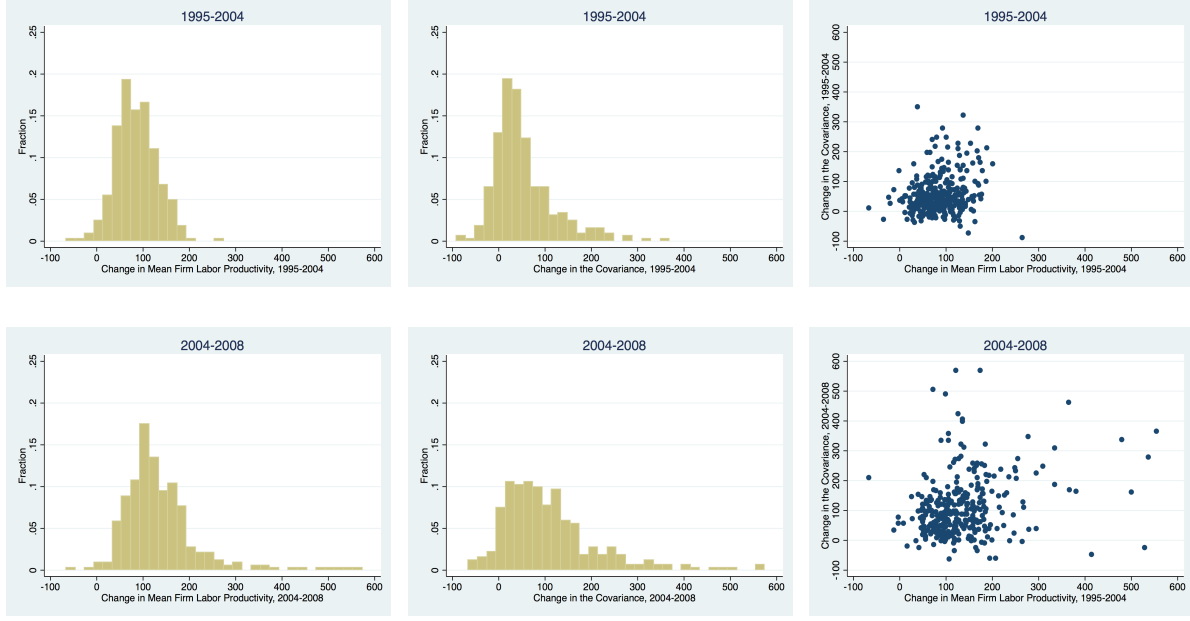 1995-2004
Fraction
0 .05 .1 .15 .2 .25
-100 0 100 200 300 400 500 600
Change in Mean Firm Labor Productivity, 1995-2004
1995-2004
Fraction
0 .05 .1 .15 .2 .25
-100 0 100 200 300 400 500 600
Change in the Covariance, 1995-2004
1995-2004
Change in the Covariance, 1995-2004
-100 0 100 200 300 400 500 600
-100 0 100 200 300 400 500 600
Change in Mean Firm Labor Productivity, 1995-2004
2004-2008
Fraction
0 .05 .1 .15 .2 .25
-100 0 100 200 300 400 500 600
Change in Mean Firm Labor Productivity, 2004-2008
2004-2008
Fraction
0 .05 .1 .15 .2 .25
-100 0 100 200 300 400 500 600
Change in the Covariance, 2004-2008
2004-2008
Change in the Covariance, 2004-2008
-100 0 100 200 300 400 500 600
-100 0 100 200 300 400 500 600
Change in Mean Firm Labor Productivity, 1995-2004